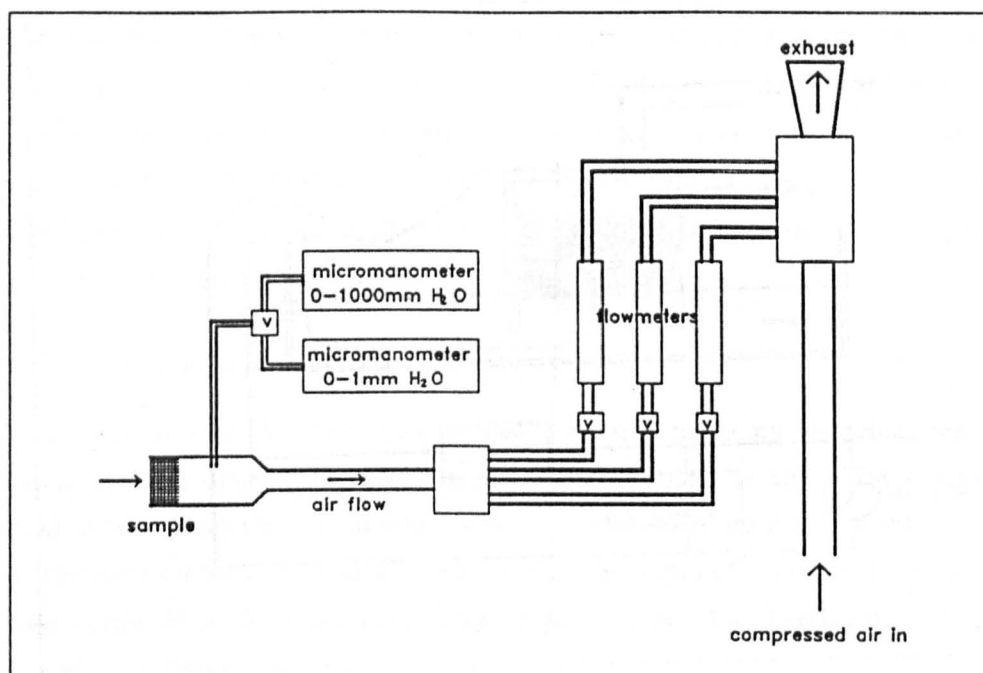 exhaust
micromanometer
0-1000mm H₂O
v
micromanometer
0-1mm H₂O
flowmeters
v v v
air flow
sample
compressed air in